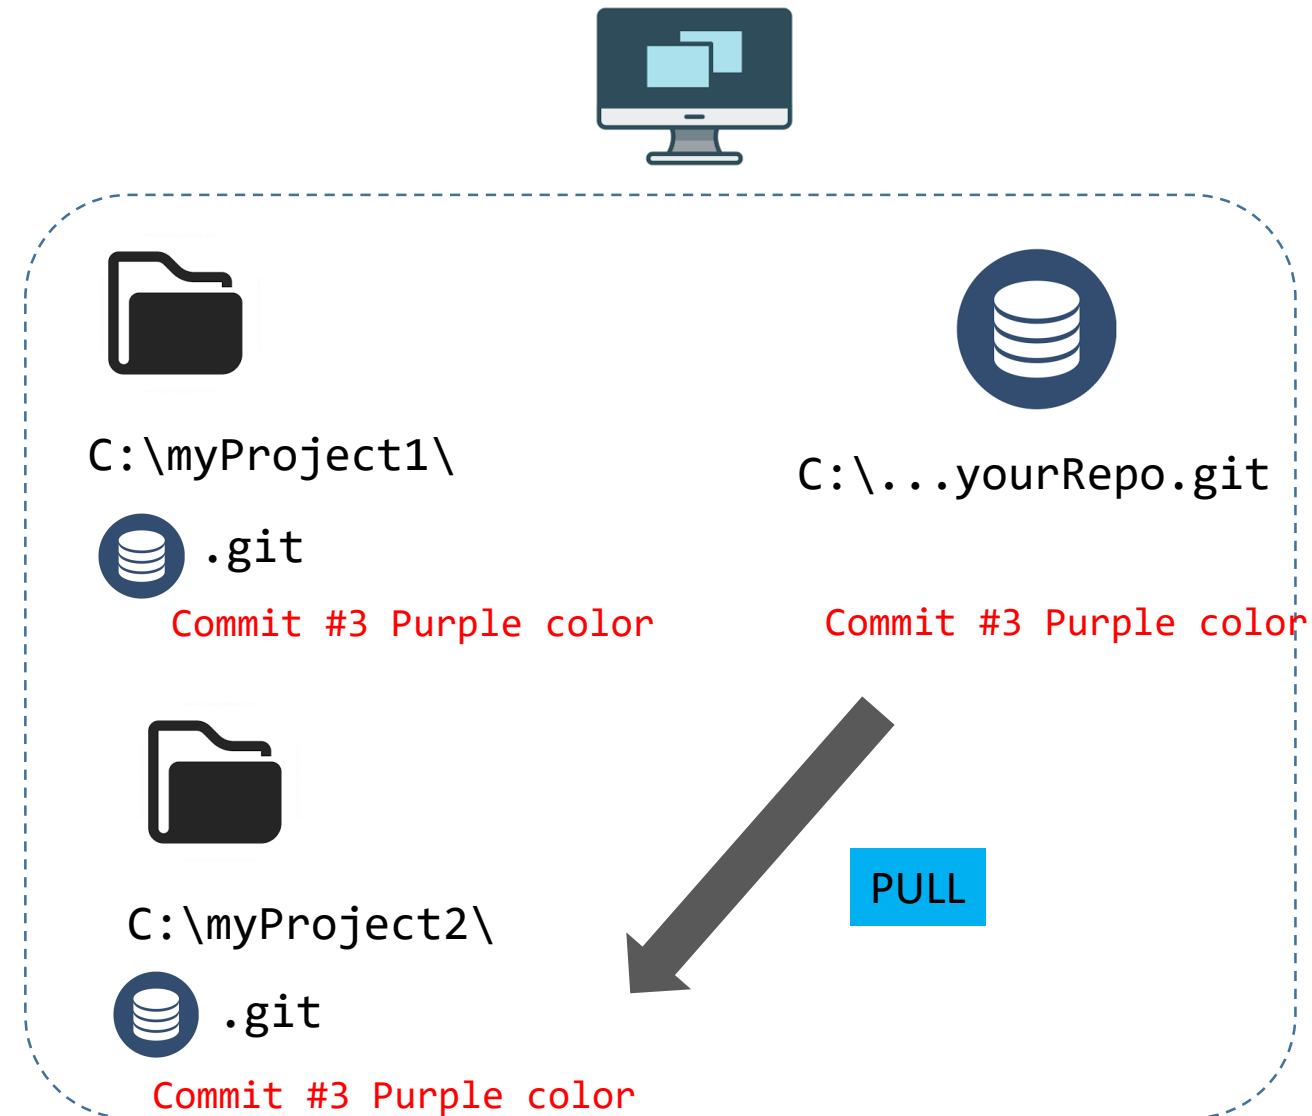 C:\myProject1\
.git
Commit #3 Purple color
C:\...yourRepo.git
Commit #3 Purple color
PULL
C:\myProject2\
.git
Commit #3 Purple color